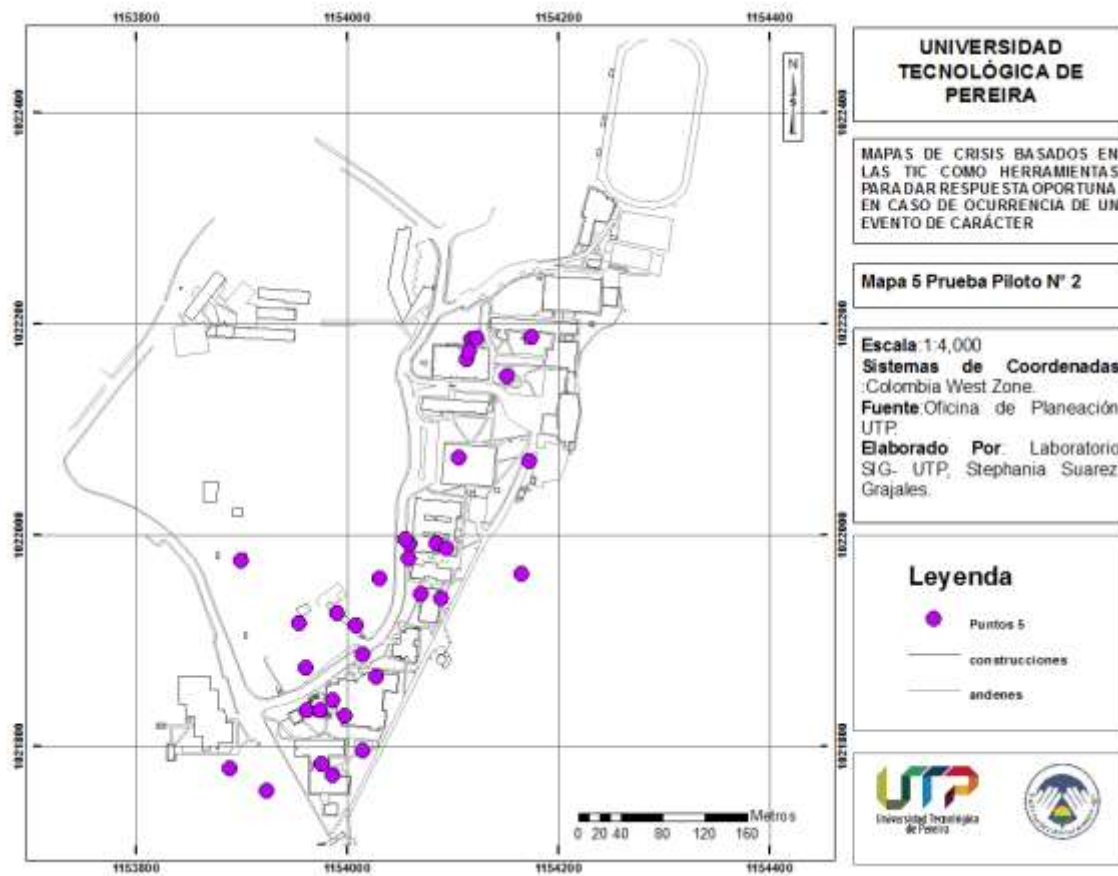 1153800 1154000 1154200 1154400
1022400
1022200
1022000
1021800
N
1022400
1022200
1022000
1021800
0 20 40 80 120 160
Metros
1153800 1154000 1154200 1154400
UNIVERSIDAD
TECNOLÓGICA DE
PEREIRA
MAPAS DE CRISIS BASADOS EN
LAS TIC COMO HERRAMIENTAS
PARA DAR RESPUESTA OPORTUNA
EN CASO DE OCURRENCIA DE UN
EVENTO DE CARÁCTER
Mapa 5 Prueba Piloto N° 2
Escala:1:4,000
Sistemas de Coordenadas
:Colombia West Zone.
Fuente:Oficina de Planeación
UTP.
Elaborado Por: Laboratorio
SIG- UTP, Stephania Suarez
Grajales.
Leyenda
Puntos 5
construcciones
andenes
UTP
Universidad Tecnológica
de Pereira